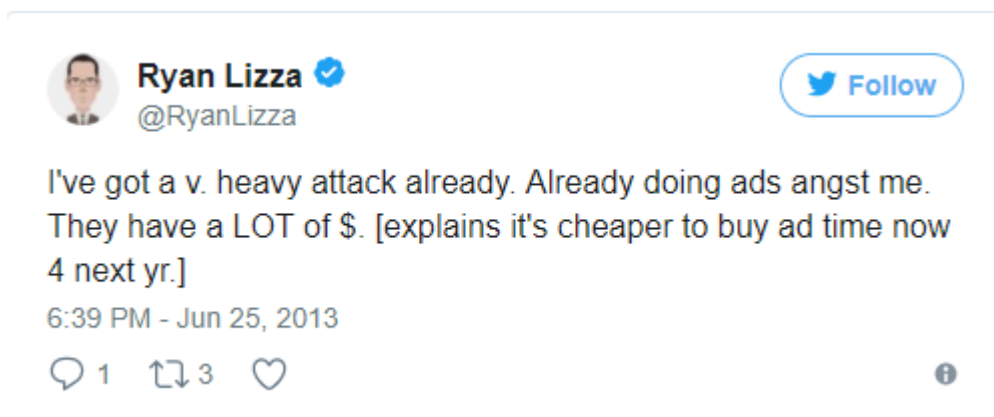 Ryan Lizza
@RyanLizza
Follow
I've got a v. heavy attack already. Already doing ads angst me.
They have a LOT of $. [explains it's cheaper to buy ad time now
4 next yr.]
6:39 PM - Jun 25, 2013
1 3